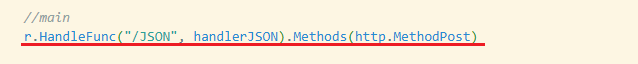 //main
r.HandleFunc("/JSON", handlerJSON).Methods(http.MethodPost)